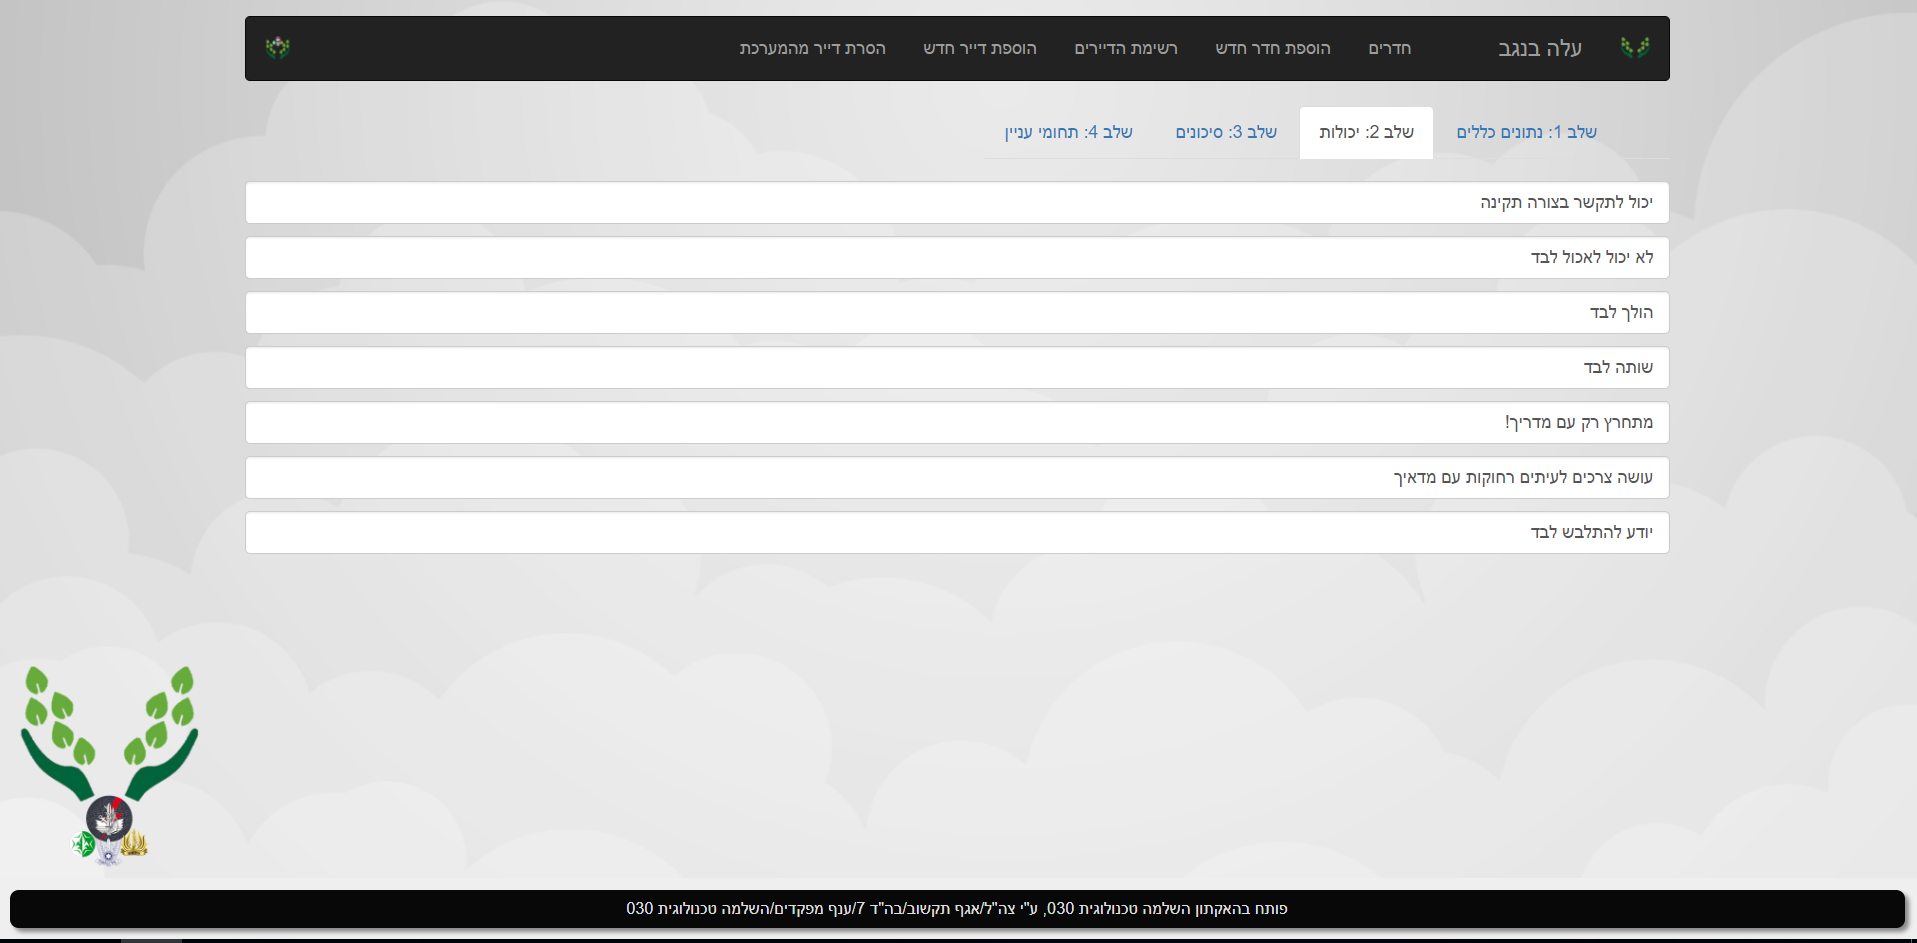 עלה בנגב
חדרים
הוספת חדר חדש
רשימת הדיירים
הוספת דייר חדש
הסרת דייר מהמערכת
שלב 1: נתונים כללים
שלב 2: יכולות
שלב 3: סיכונים
שלב 4: תחומי עניין
יכול לתקשר בצורה תקינה
לא יכול לאכול לבד
הולך לבד
שותה לבד
מתחרץ רק עם מדריך!
עושה צרכים לעיתים רחוקות עם מדאיך
יודע להתלבש לבד
פותח בהאקתון השלמה טכנולוגית 030, ע"י צה"ל/אגף תקשוב/בה"ד 7/ענף מפקדים/השלמה טכנולוגית 030